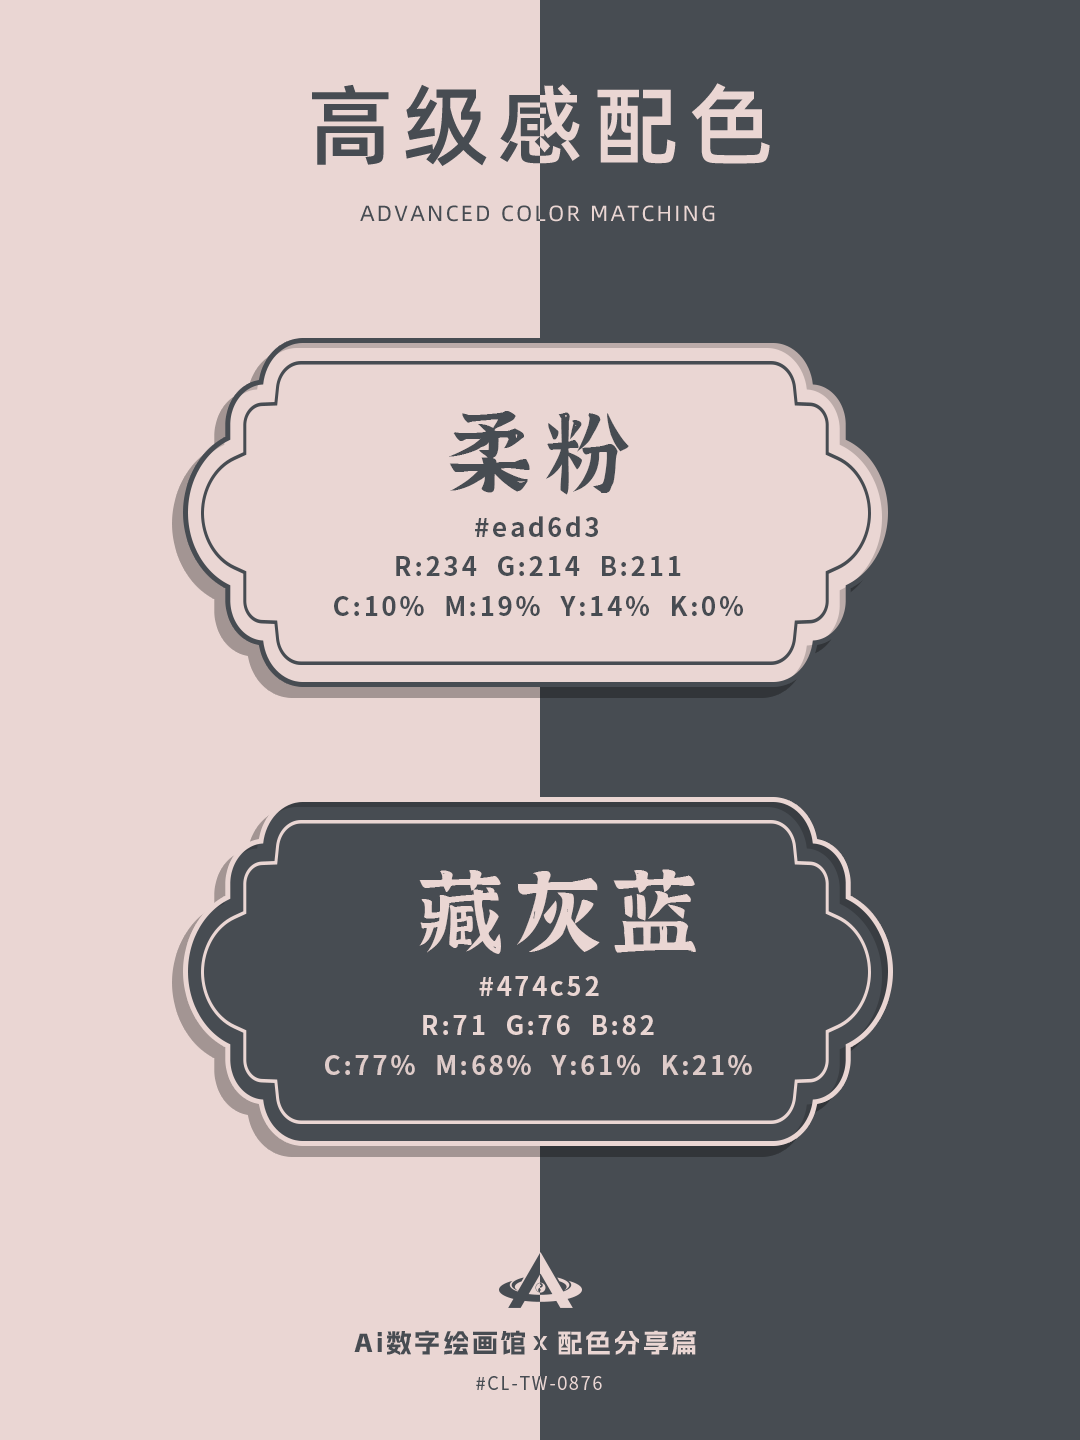 高级感配色
ADVANCED COLOR MATCHING
柔粉
#ead6d3
R:234 G:214 B:211
C:10% M:19% Y:14% K:0%
藏灰蓝
#474c52
R:71 G:76 B:82
C:77% M:68% Y:61% K:21%
Ai数字绘画馆 x 配色分享篇
#CL-TW-0876